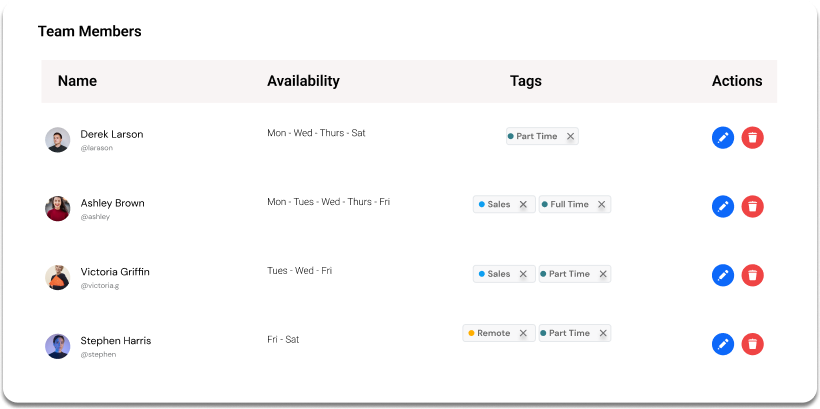 Team Members
Name Availability Tags Actions
Derek Larson Mon - Wed - Thurs - Sat Part Time
@larason
Ashley Brown Mon - Tues - Wed - Thurs - Fri Sales Full Time
@ashley
Victoria Griffin Tues - Wed - Fri Sales Part Time
@victoria.g
Stephen Harris Fri - Sat Remote Part Time
@stephen